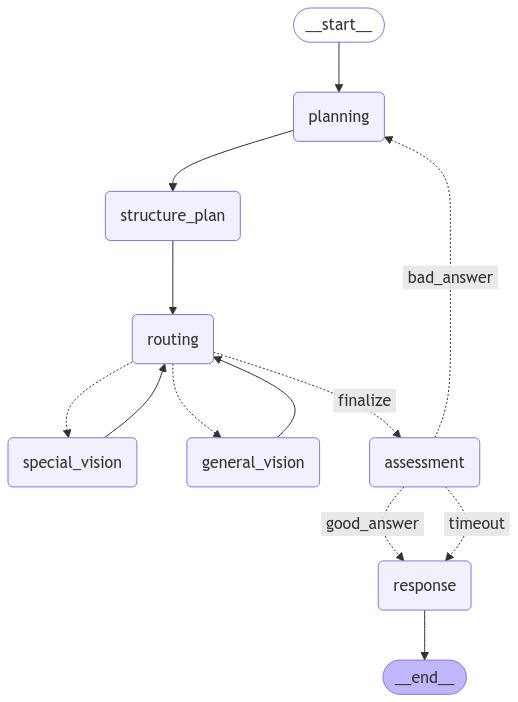 __start__
planning
structure_plan
bad_answer
routing
finalize
special_vision
general_vision
assessment
good_answer
timeout
response
__end__